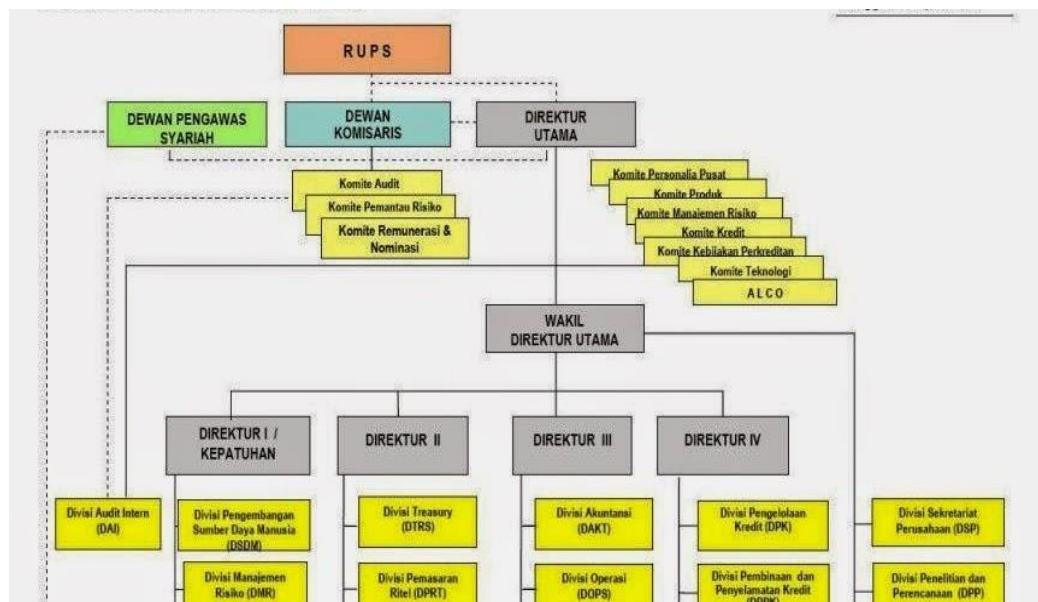 R U P S
DEWAN PENGAWAS
SYARIAH
DEWAN
KOMISARIS
DIREKTUR
UTAMA
Komite Audit
Komite Pemantau Risiko
Komite Remunerasi &
Nominasi
Komite Personalia Pusat
Komite Produk
Komite Manajemen Risiko
Komite Kredit
Komite Kebijakan Perkreditan
Komite Teknologi
A L C O
WAKIL
DIREKTUR UTAMA
DIREKTUR I /
KEPATUHAN
DIREKTUR II
DIREKTUR III
DIREKTUR IV
Divisi Audit Intern
(DAI)
Divisi Pengembangan
Sumber Daya Manusia
(DSDM)
Divisi Treasury
(DTRS)
Divisi Akuntansi
(DAKT)
Divisi Pengelolaan
Kredit (DPK)
Divisi Sekretariat
Perusahaan (DSP)
Divisi Manajemen
Risiko (DMR)
Divisi Pemasaran
Ritel (DPRT)
Divisi Operasi
(DOPS)
Divisi Pembinaan dan
Penyelamatan Kredit
Divisi Penelitian dan
Perencanaan (DPP)